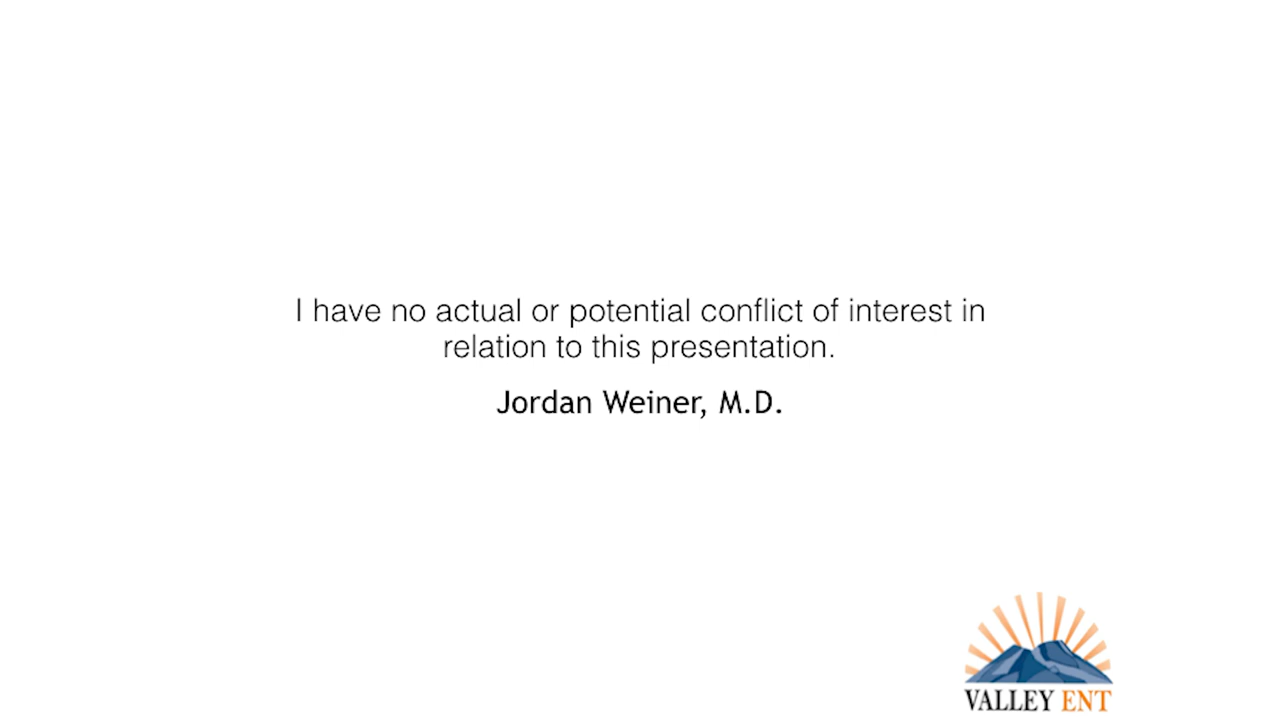 I have no actual or potential conflict of interest in
relation to this presentation.
Jordan Weiner, M.D.
VALLEY ENT